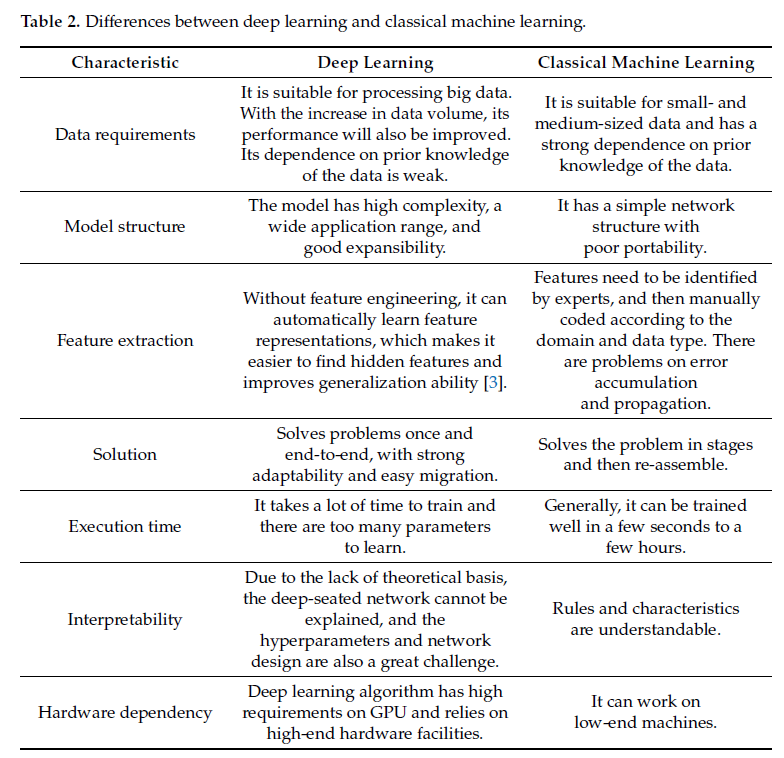 Table 2. Differences between deep learning and classical machine learning.
Characteristic
Deep Learning
Classical Machine Learning
Data requirements
It is suitable for processing big data.
With the increase in data volume, its
performance will also be improved.
Its dependence on prior knowledge
of the data is weak.
It is suitable for small- and
medium-sized data and has a
strong dependence on prior
knowledge of the data.
Model structure
The model has high complexity, a
wide application range, and
good expansibility.
It has a simple network
structure with
poor portability.
Feature extraction
Without feature engineering, it can
automatically learn feature
representations, which makes it
easier to find hidden features and
improves generalization ability [3].
Features need to be identified
by experts, and then manually
coded according to the
domain and data type. There
are problems on error
accumulation
and propagation.
Solution
Solves problems once and
end-to-end, with strong
adaptability and easy migration.
Solves the problem in stages
and then re-assemble.
Execution time
It takes a lot of time to train and
there are too many parameters
to learn.
Generally, it can be trained
well in a few seconds to a
few hours.
Interpretability
Due to the lack of theoretical basis,
the deep-seated network cannot be
explained, and the
hyperparameters and network
design are also a great challenge.
Rules and characteristics
are understandable.
Hardware dependency
Deep learning algorithm has high
requirements on GPU and relies on
high-end hardware facilities.
It can work on
low-end machines.